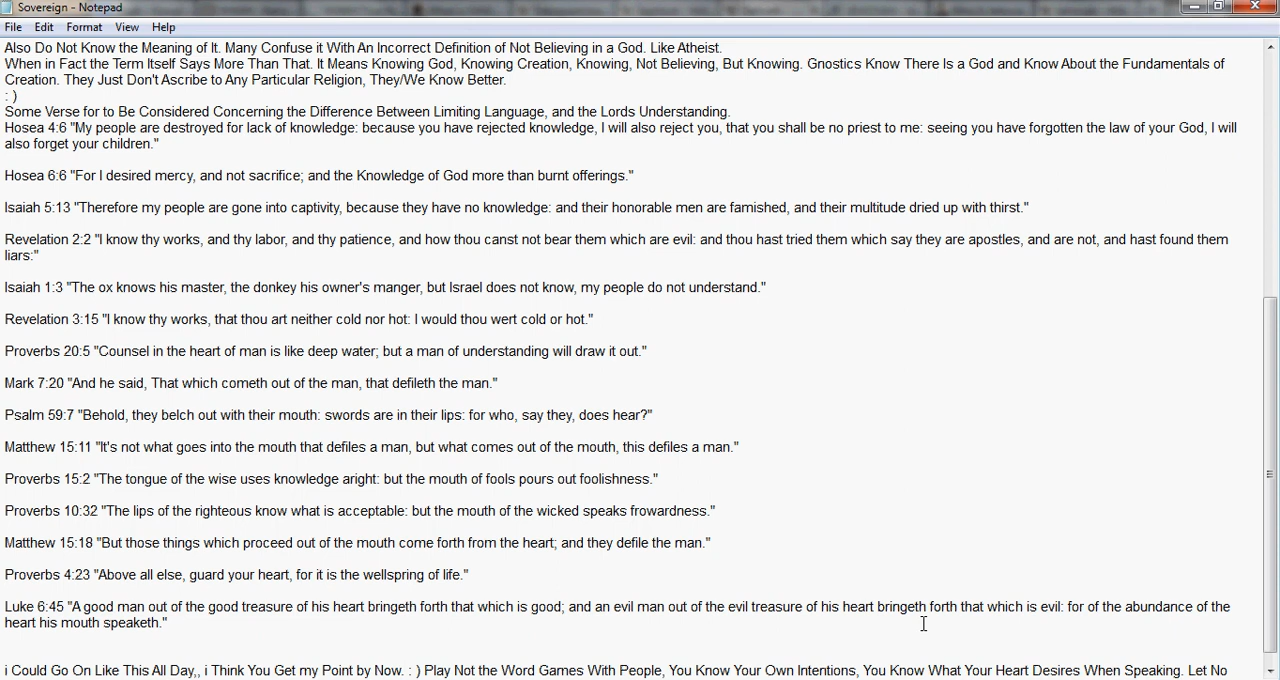 Sovereign - Notepad
File Edit Format View Help
Also Do Not Know the Meaning of It. Many Confuse it With An Incorrect Definition of Not Believing in a God. Like Atheist.
When in Fact the Term Itself Says More Than That. It Means Knowing God, Knowing Creation, Knowing, Not Believing, But Knowing. Gnostics Know There Is a God and Know About the Fundamentals of
Creation. They Just Don't Ascribe to Any Particular Religion, They/We Know Better.
: )
Some Verse for to Be Considered Concerning the Difference Between Limiting Language, and the Lords Understanding.
Hosea 4:6 "My people are destroyed for lack of knowledge: because you have rejected knowledge, I will also reject you, that you shall be no priest to me: seeing you have forgotten the law of your God, I will
also forget your children."
Hosea 6:6 "For I desired mercy, and not sacrifice; and the Knowledge of God more than burnt offerings."
Isaiah 5:13 "Therefore my people are gone into captivity, because they have no knowledge: and their honorable men are famished, and their multitude dried up with thirst."
Revelation 2:2 "I know thy works, and thy labor, and thy patience, and how thou canst not bear them which are evil: and thou hast tried them which say they are apostles, and are not, and hast found them
liars:"
Isaiah 1:3 "The ox knows his master, the donkey his owner's manger, but Israel does not know, my people do not understand."
Revelation 3:15 "I know thy works, that thou art neither cold nor hot: I would thou wert cold or hot."
Proverbs 20:5 "Counsel in the heart of man is like deep water; but a man of understanding will draw it out."
Mark 7:20 "And he said, That which cometh out of the man, that defileth the man."
Psalm 59:7 "Behold, they belch out with their mouth: swords are in their lips: for who, say they, does hear?"
Matthew 15:11 "It's not what goes into the mouth that defiles a man, but what comes out of the mouth, this defiles a man."
Proverbs 15:2 "The tongue of the wise uses knowledge aright: but the mouth of fools pours out foolishness."
Proverbs 10:32 "The lips of the righteous know what is acceptable: but the mouth of the wicked speaks frowardness."
Matthew 15:18 "But those things which proceed out of the mouth come forth from the heart; and they defile the man."
Proverbs 4:23 "Above all else, guard your heart, for it is the wellspring of life."
Luke 6:45 "A good man out of the good treasure of his heart bringeth forth that which is good; and an evil man out of the evil treasure of his heart bringeth forth that which is evil: for of the abundance of the
heart his mouth speaketh."
i Could Go On Like This All Day,, i Think You Get my Point by Now. : ) Play Not the Word Games With People, You Know Your Own Intentions, You Know What Your Heart Desires When Speaking. Let No